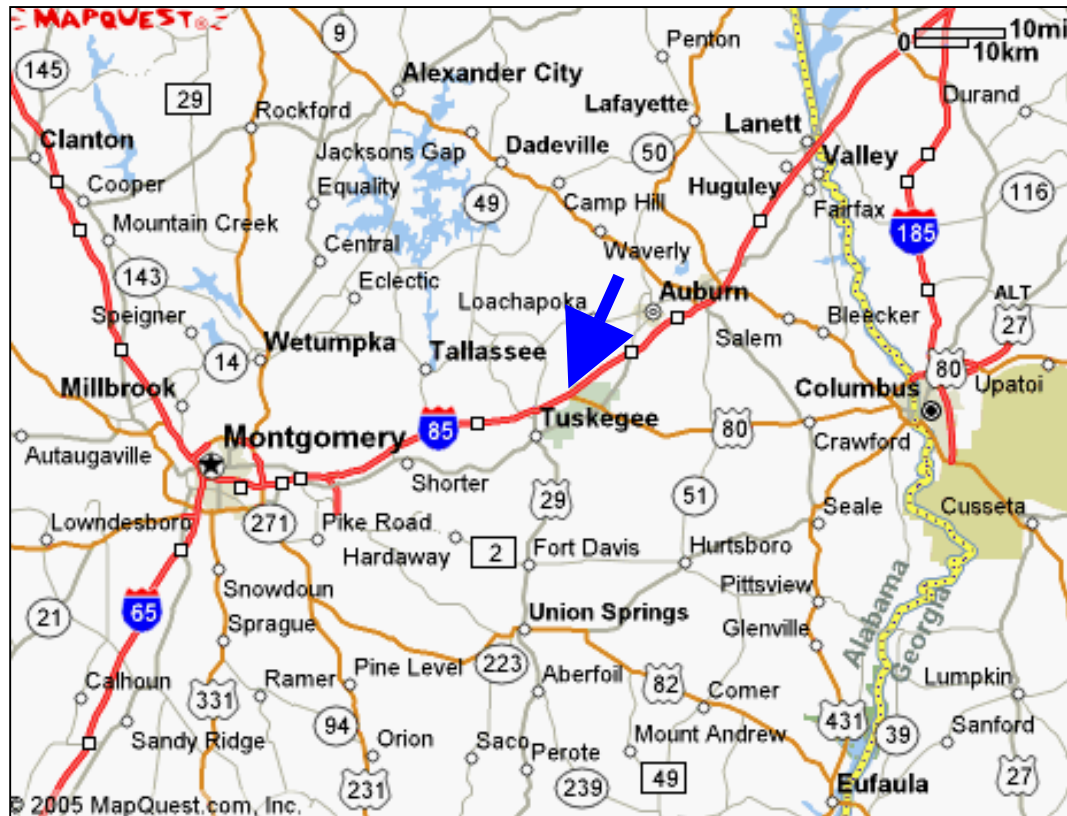 MAPQUEST®
9
10mi
0
10km
145
Penton
Alexander City
29
Durand
Rockford
Lafayette
Lanett
Clanton
Jacksons Gap
Dadeville
50
Valley
Cooper
Equality
49
Huguley
116
Camp Hill
Fairfax
Mountain Creek
Central
Waverly
185
143
Eclectic
Loachapoka
Auburn
ALT
27
Speigner
Bleecker
Salem
Wetumpka
Tallassee
14
80
Upatoi
Millbrook
Columbus
Tuskegee
85
80
Montgomery
Crawford
Autaugaville
Shorter
29
51
Seale
Cusseta
Lowndesboro
271
Pike Road
Hardaway
2
Fort Davis
Hurtsboro
Snowdoun
Pittsview
Alabama
Georgia
65
21
Sprague
Union Springs
Glenville
Pine Level
223
Aberfoil
82
Lumpkin
Calhoun
331
Ramer
Comer
94
431
39
Sanford
Sandy Ridge
Orion
Saco
Mount Andrew
Perote
231
239
49
27
Eufaula
© 2005 MapQuest.com, Inc.